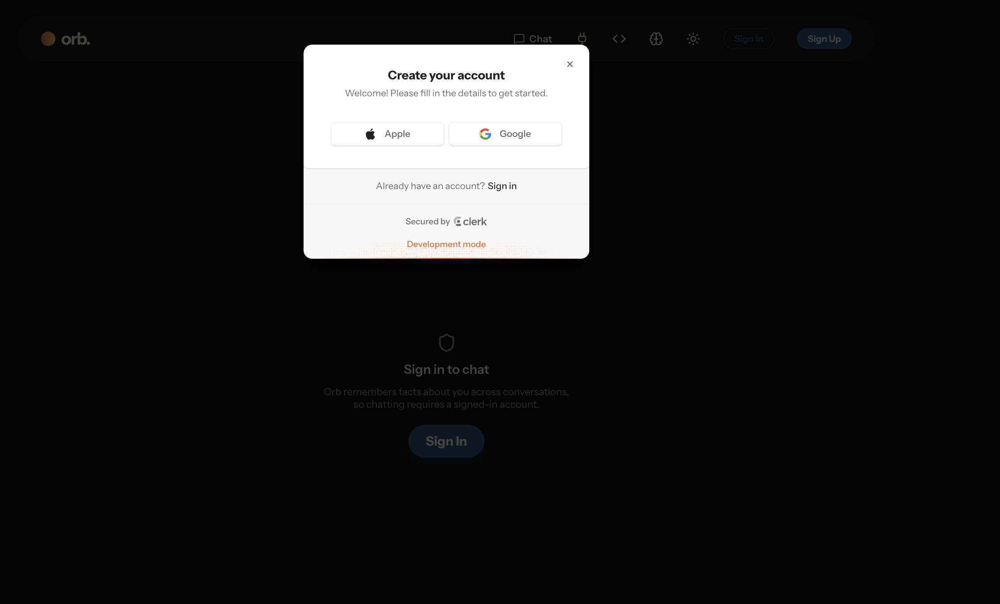 orb.
Chat
Sign In
Sign Up
Create your account
Welcome! Please fill in the details to get started.
Apple
Google
Already have an account? Sign in
Secured by clerk
Development mode
Sign in to chat
Orb remembers facts about you across conversations,
so chatting requires a signed-in account.
Sign In